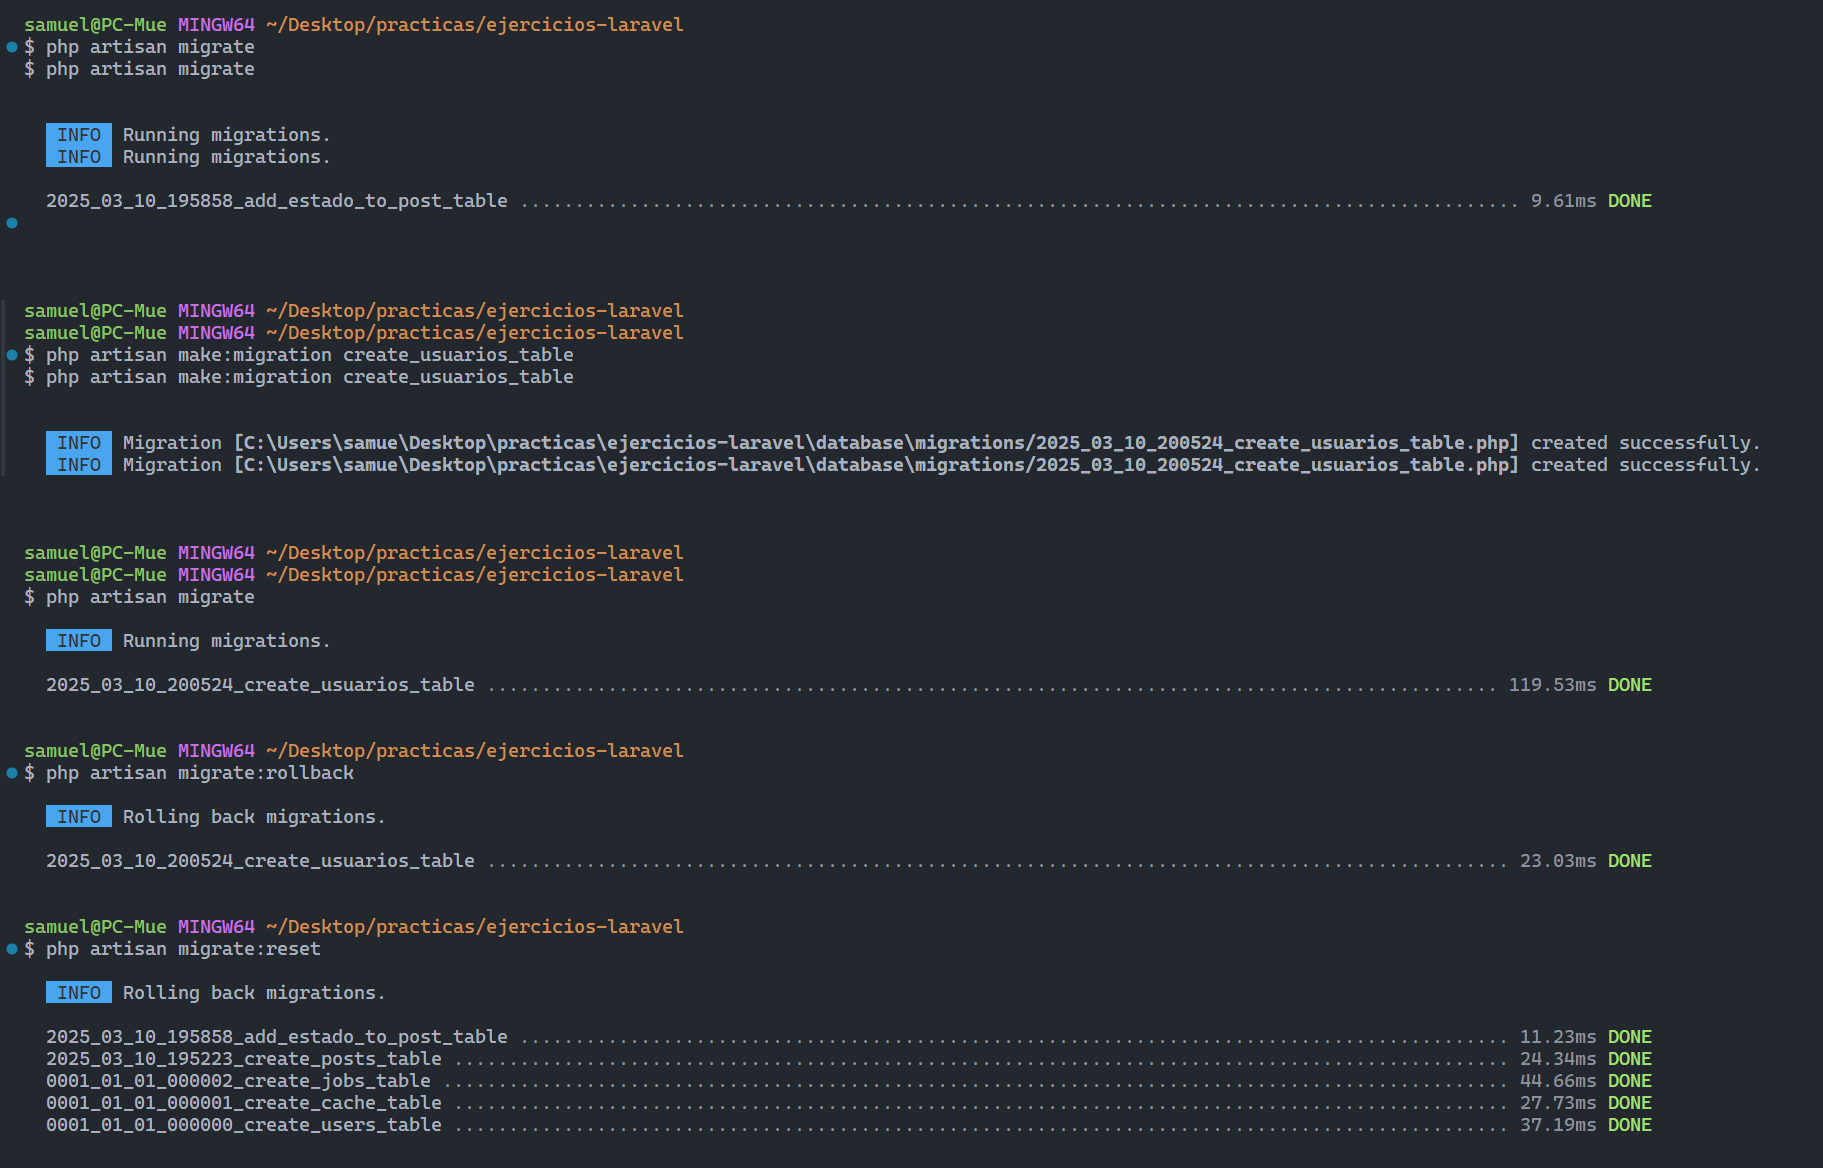 samuel@PC-Mue MINGW64 ~/Desktop/practicas/ejercicios-laravel
$ php artisan migrate
$ php artisan migrate
INFO Running migrations.
INFO Running migrations.
2025_03_10_195858_add_estado_to_post_table ........................................................................................... 9.61ms DONE
samuel@PC-Mue MINGW64 ~/Desktop/practicas/ejercicios-laravel
samuel@PC-Mue MINGW64 ~/Desktop/practicas/ejercicios-laravel
$ php artisan make:migration create_usuarios_table
$ php artisan make:migration create_usuarios_table
INFO Migration [C:\Users\samue\Desktop\practicas\ejercicios-laravel\database\migrations/2025_03_10_200524_create_usuarios_table.php] created successfully.
INFO Migration [C:\Users\samue\Desktop\practicas\ejercicios-laravel\database\migrations/2025_03_10_200524_create_usuarios_table.php] created successfully.
samuel@PC-Mue MINGW64 ~/Desktop/practicas/ejercicios-laravel
samuel@PC-Mue MINGW64 ~/Desktop/practicas/ejercicios-laravel
$ php artisan migrate
INFO Running migrations.
2025_03_10_200524_create_usuarios_table ............................................................................................ 119.53ms DONE
samuel@PC-Mue MINGW64 ~/Desktop/practicas/ejercicios-laravel
$ php artisan migrate:rollback
INFO Rolling back migrations.
2025_03_10_200524_create_usuarios_table ............................................................................................. 23.03ms DONE
samuel@PC-Mue MINGW64 ~/Desktop/practicas/ejercicios-laravel
$ php artisan migrate:reset
INFO Rolling back migrations.
2025_03_10_195858_add_estado_to_post_table .......................................................................................... 11.23ms DONE
2025_03_10_195223_create_posts_table ................................................................................................ 24.34ms DONE
0001_01_01_000002_create_jobs_table ................................................................................................. 44.66ms DONE
0001_01_01_000001_create_cache_table ................................................................................................ 27.73ms DONE
0001_01_01_000000_create_users_table ................................................................................................ 37.19ms DONE